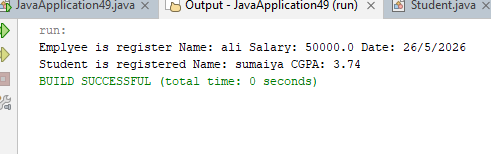 JavaApplication49.java
Output - JavaApplication49 (run)
Student.java
run:
Emplyee is register Name: ali Salary: 50000.0 Date: 26/5/2026
Student is registered Name: sumaiya CGPA: 3.74
BUILD SUCCESSFUL (total time: 0 seconds)